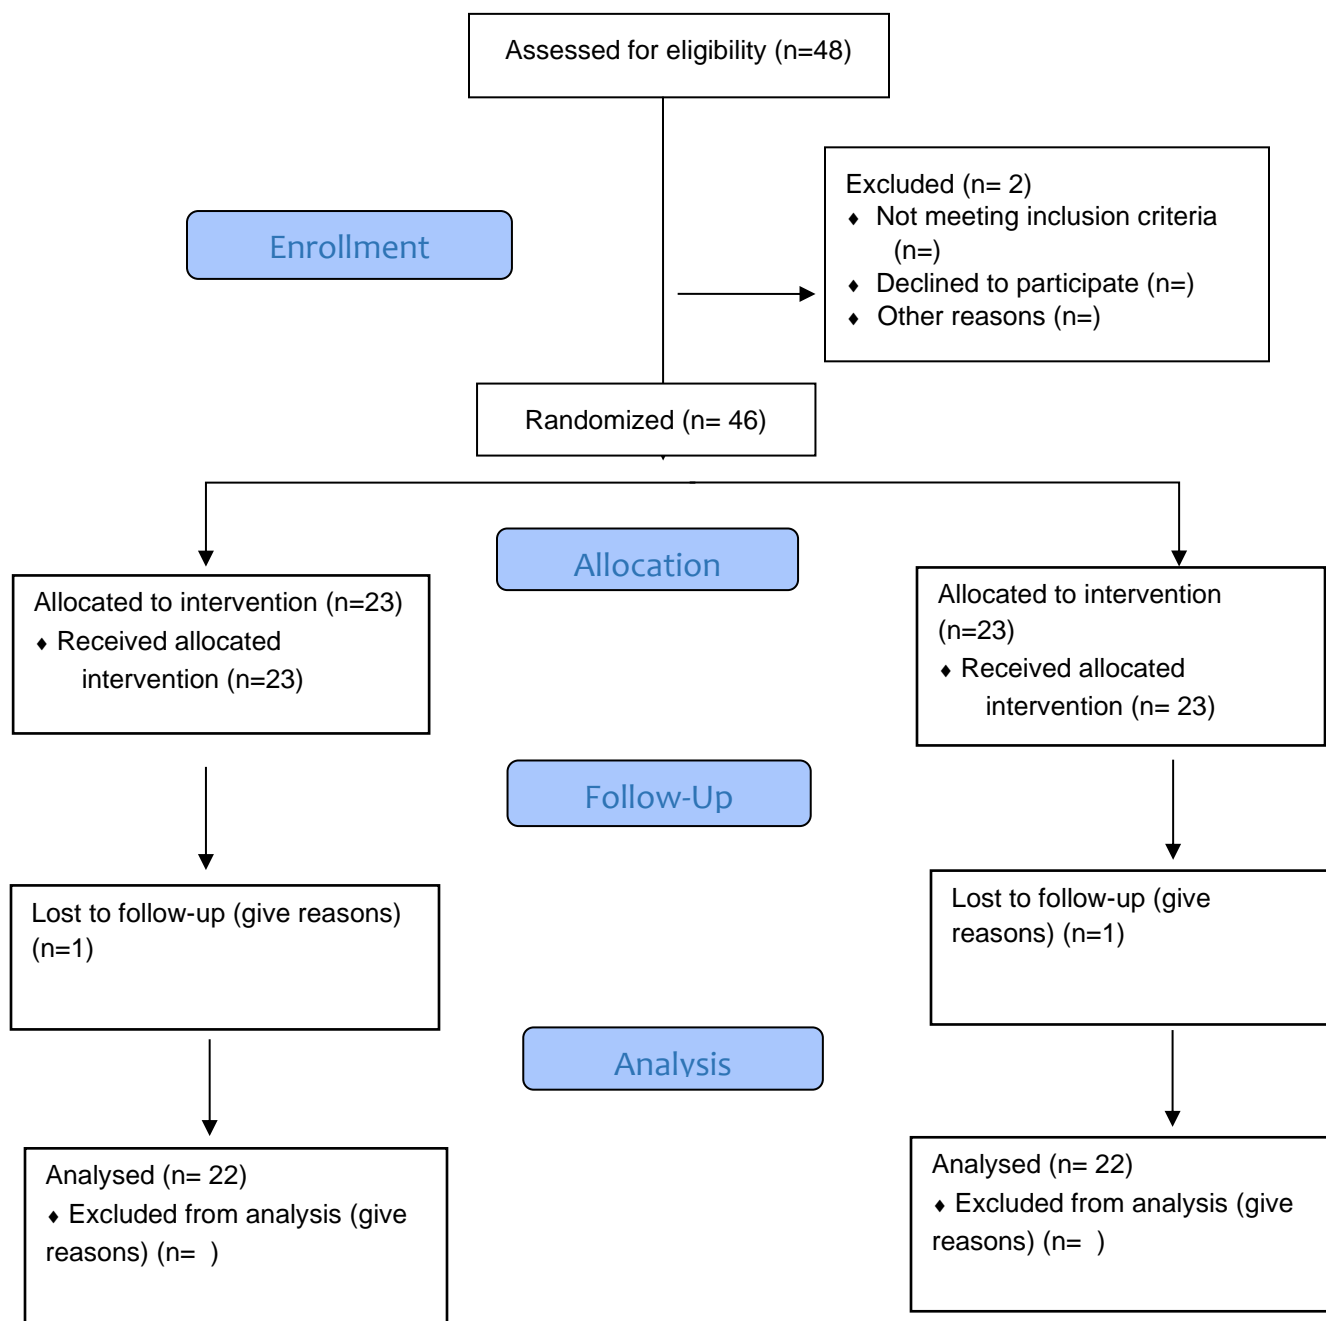 Assessed for eligibility (n=48)
Excluded (n= 2)
♦ Not meeting inclusion criteria
(n=)
♦ Declined to participate (n=)
♦ Other reasons (n=)
Enrollment
Randomized (n= 46)
Allocation
Allocated to intervention (n=23)
♦ Received allocated
intervention (n=23)
Allocated to intervention
(n=23)
♦ Received allocated
intervention (n= 23)
Follow-Up
Lost to follow-up (give reasons)
(n=1)
Lost to follow-up (give
reasons) (n=1)
Analysis
Analysed (n= 22)
♦ Excluded from analysis (give
reasons) (n=  )
Analysed (n= 22)
♦ Excluded from analysis (give
reasons) (n=  )